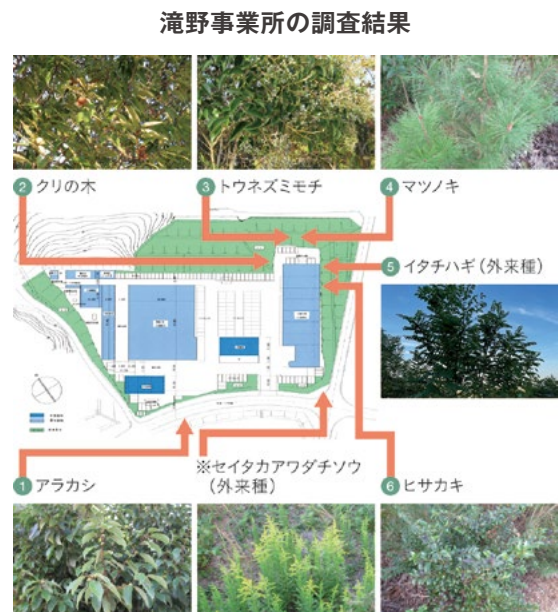 滝野事業所の調査結果
2 クリの木
3 トウネズミモチ
4 マツノキ
5 イタチハギ（外来種）
※セイタカアワダチソウ
（外来種）
1 アラカシ
6 ヒサカキ